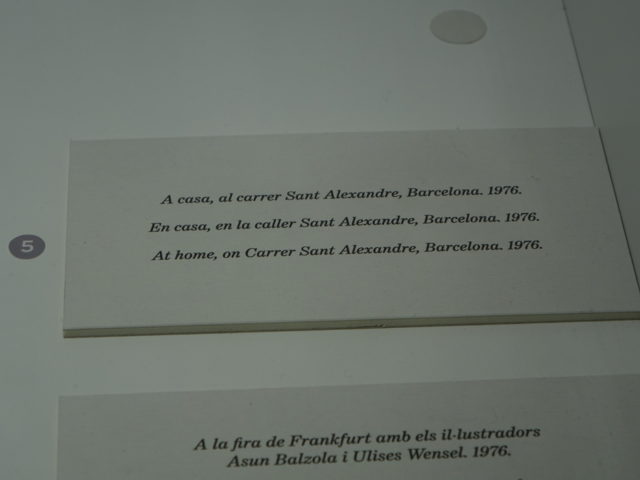 A casa, al carrer Sant Alexandre, Barcelona. 1976.
En casa, en la caller Sant Alexandre, Barcelona. 1976.
5
At home, on Carrer Sant Alexandre, Barcelona. 1976.
A la fira de Frankfurt amb els il·lustradors
Asun Balzola i Ulises Wensel. 1976.